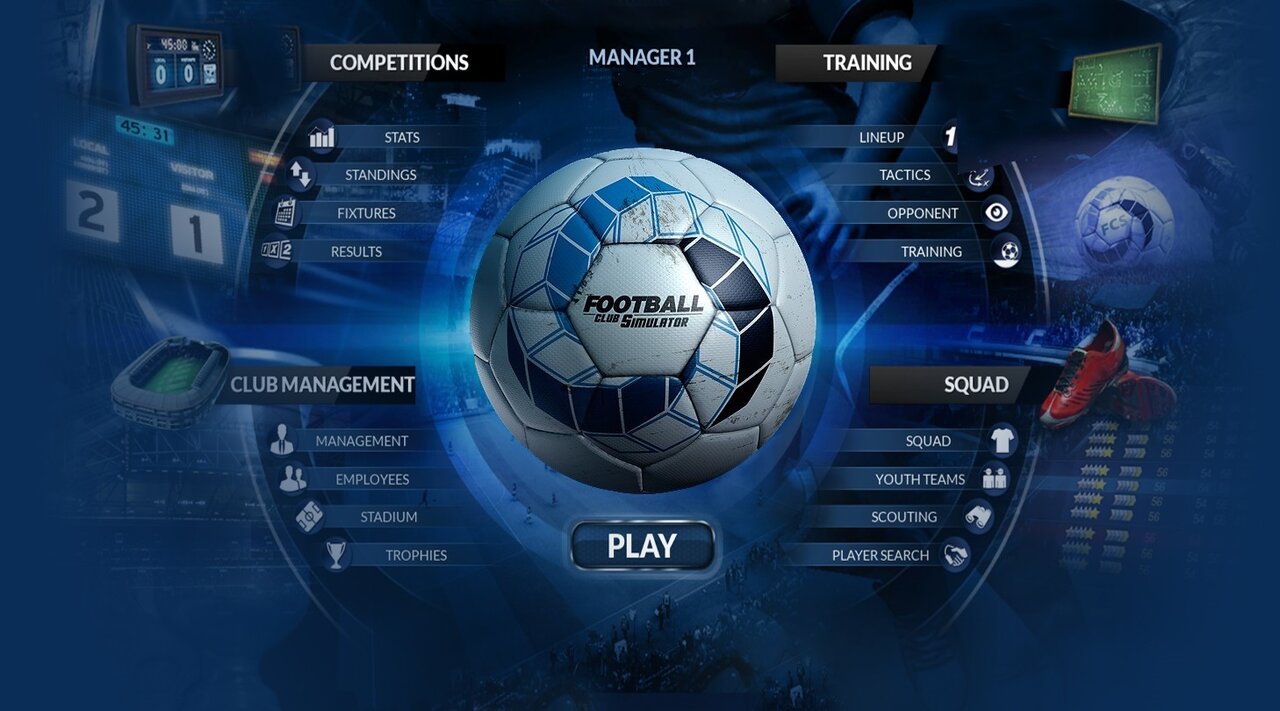 COMPETITIONS
MANAGER 1
TRAINING
45:00
0 0
STATS
STANDINGS
FIXTURES
RESULTS
LINEUP
1
TACTICS
OPPONENT
TRAINING
45:31
LOCAL
VISITOR
2
1
1X2
FCS
FOOTBALL
CLUB SIMULATOR
CLUB MANAGEMENT
SQUAD
MANAGEMENT
EMPLOYEES
STADIUM
TROPHIES
SQUAD
YOUTH TEAMS
SCOUTING
PLAYER SEARCH
PLAY